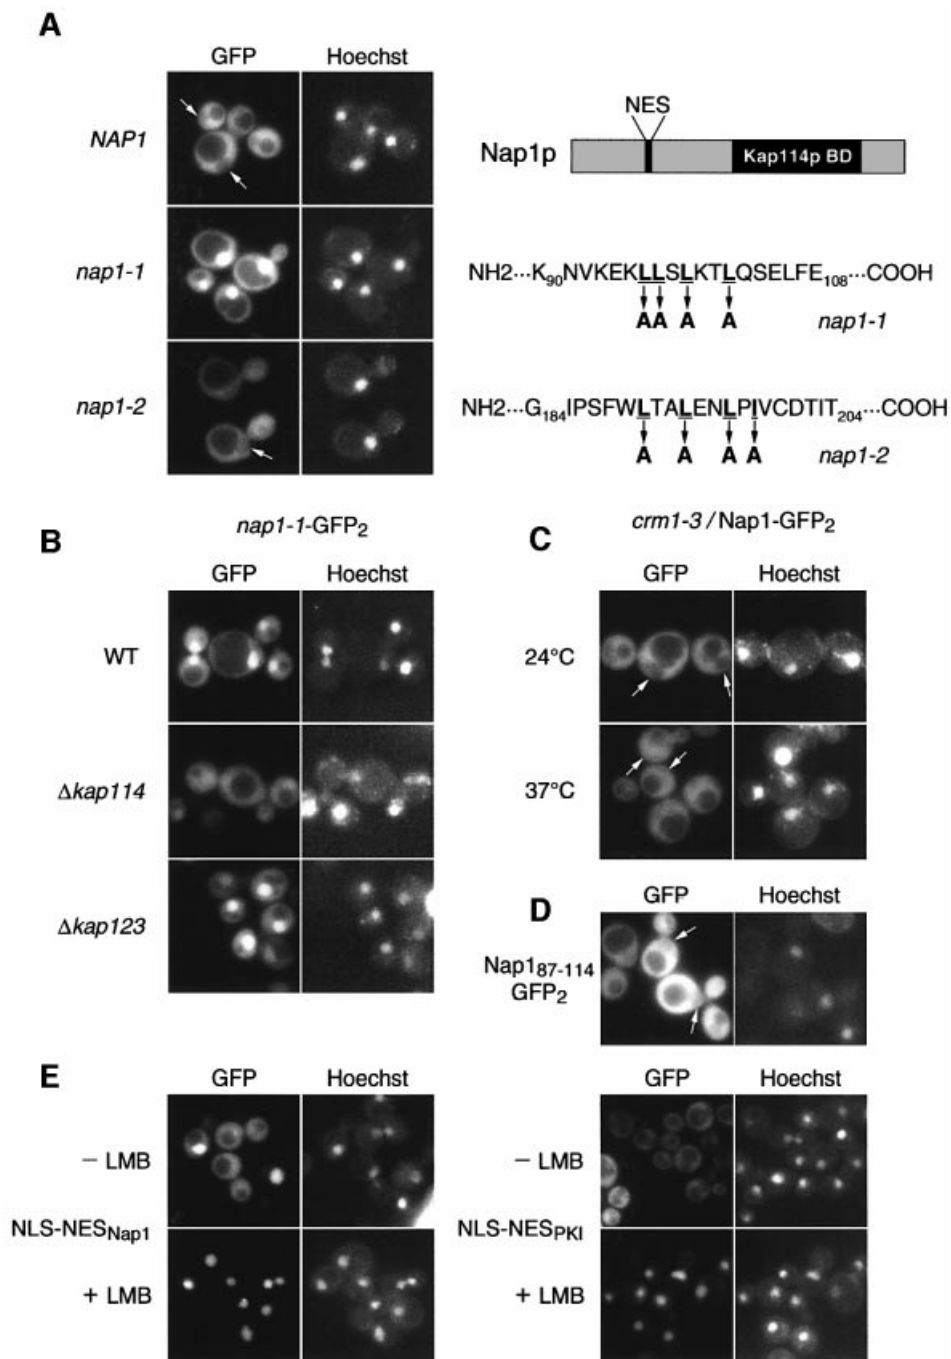 A
GFP Hoechst
NAP1
nap1-1
nap1-2
NES
Nap1p
Kap114p BD
NH2···K90NVKEKLLSLKTLQSELFE108···COOH
AA A A nap1-1
NH2···G184IPSFWLTALENLPIVCDTIT204···COOH
A A A A nap1-2
B
nap1-1-GFP2
GFP Hoechst
WT
Δkap114
Δkap123
C
crm1-3 / Nap1-GFP2
GFP Hoechst
24°C
37°C
D
GFP Hoechst
Nap187-114
GFP2
E
GFP Hoechst
– LMB
NLS-NESNap1
+ LMB
GFP Hoechst
– LMB
NLS-NESPKI
+ LMB